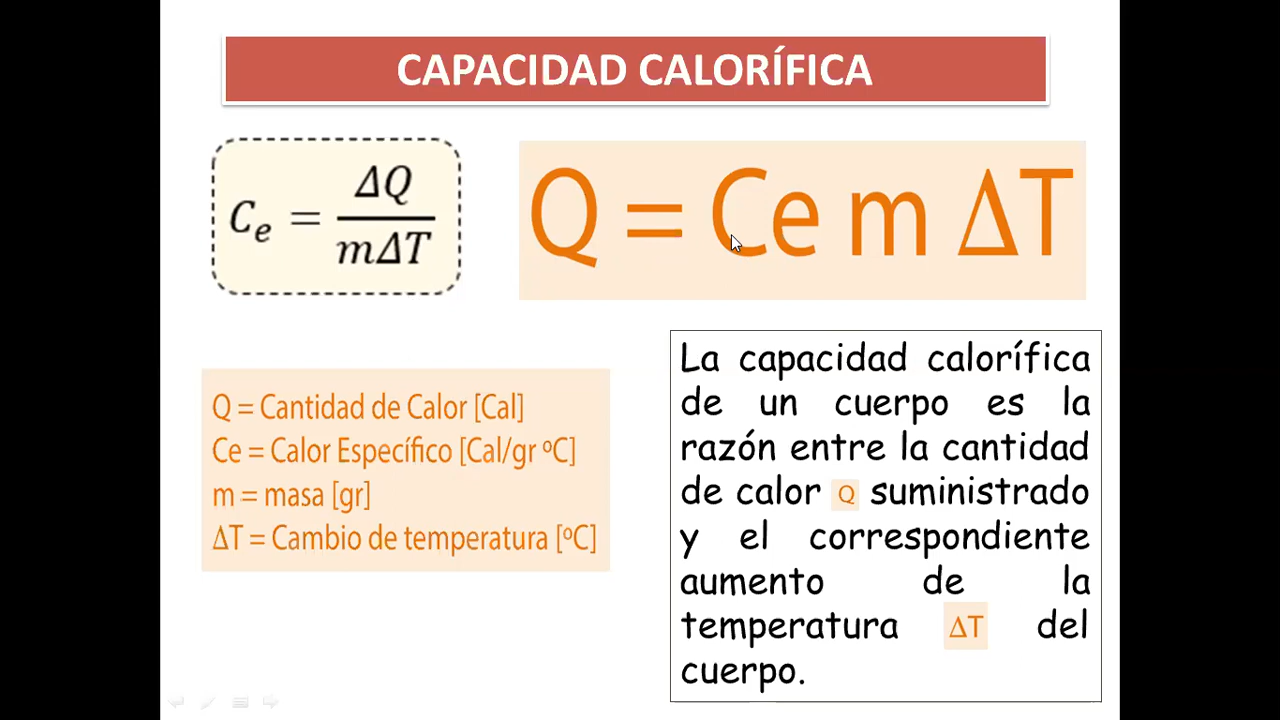 CAPACIDAD CALORÍFICA
Cₑ = ΔQ / mΔT
Q = Ce m ΔT
Q = Cantidad de Calor [Cal]
Ce = Calor Específico [Cal/gr ºC]
m = masa [gr]
ΔT = Cambio de temperatura [ºC]
La capacidad calorífica
de un cuerpo es la
razón entre la cantidad
de calor Q suministrado
y el correspondiente
aumento de la
temperatura ΔT del
cuerpo.